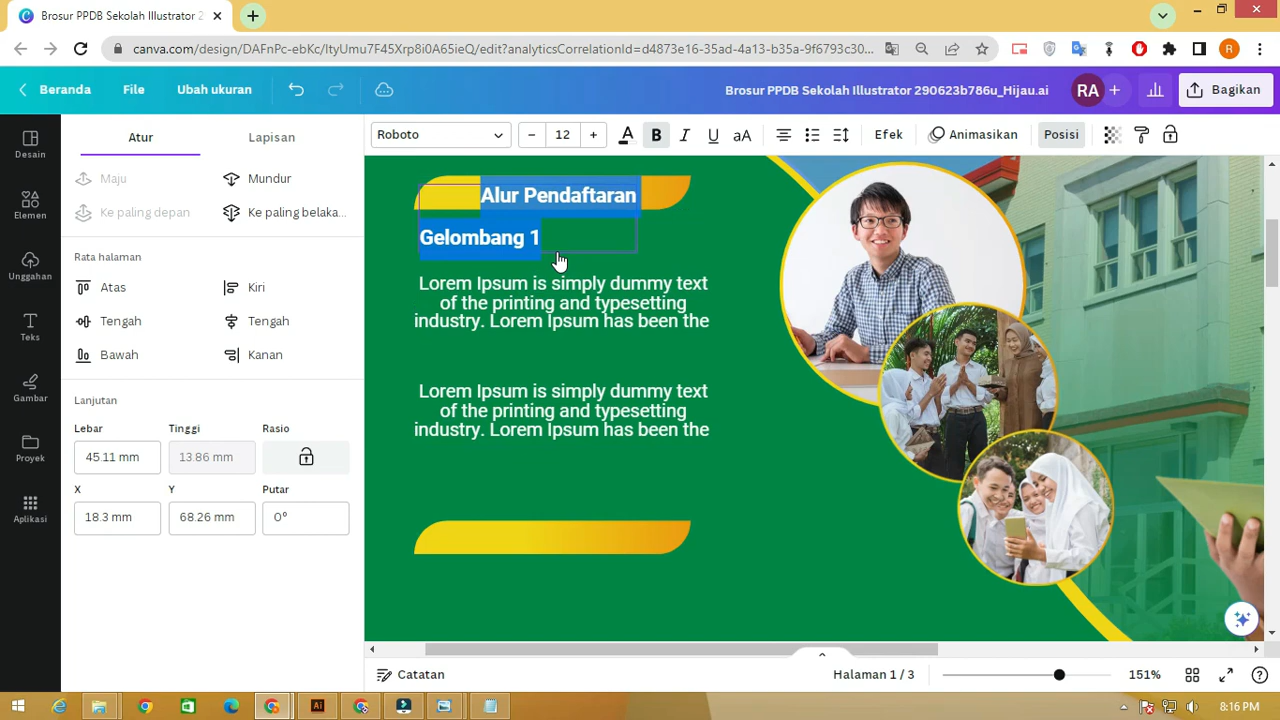 Brosur PPDB Sekolah Illustrator 2
canva.com/design/DAFnPc-ebKc/ItyUmu7F45Xrp8i0A65ieQ/edit?analyticsCorrelationId=d4873e16-35ad-4a13-b35a-9f6793c30...
R
Beranda
File
Ubah ukuran
Brosur PPDB Sekolah Illustrator 290623b786u_Hijau.ai
RA
Bagikan
Desain
Elemen
Unggahan
Teks
Gambar
Proyek
Aplikasi
Atur
Lapisan
Maju
Mundur
Ke paling depan
Ke paling belaka...
Rata halaman
Atas
Kiri
Tengah
Tengah
Bawah
Kanan
Lanjutan
Lebar
Tinggi
Rasio
45.11 mm
13.86 mm
X
Y
Putar
18.3 mm
68.26 mm
0°
Roboto
12
A
B
I
U
aA
Efek
Animasikan
Posisi
Alur Pendaftaran
Gelombang 1
Lorem Ipsum is simply dummy text
of the printing and typesetting
industry. Lorem Ipsum has been the
Lorem Ipsum is simply dummy text
of the printing and typesetting
industry. Lorem Ipsum has been the
Catatan
Halaman 1 / 3
151%
Ai
8:16 PM